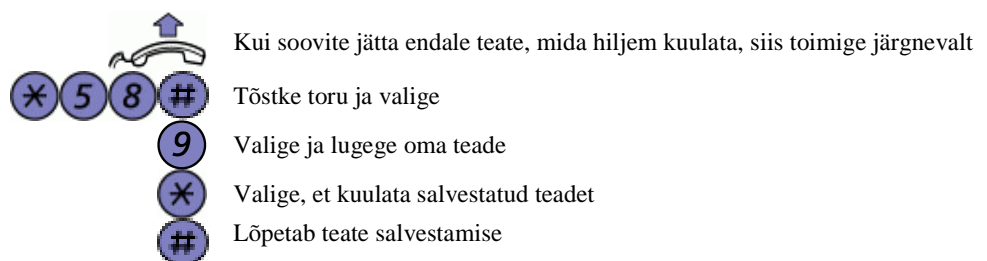 Kui soovite jätta endale teate, mida hiljem kuulata, siis toimige järgnevalt
*58# Tõstke toru ja valige
9 Valige ja lugege oma teade
* Valige, et kuulata salvestatud teadet
# Lõpetab teate salvestamise